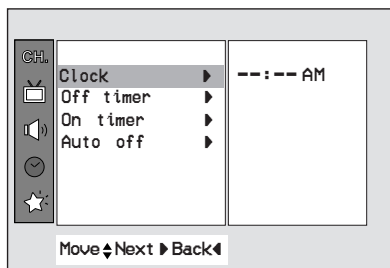 CH.
Clock ▶ --:-- AM
Off timer ▶
On timer ▶
Auto off ▶
Move ▲▼ Next ▶ Back ◀